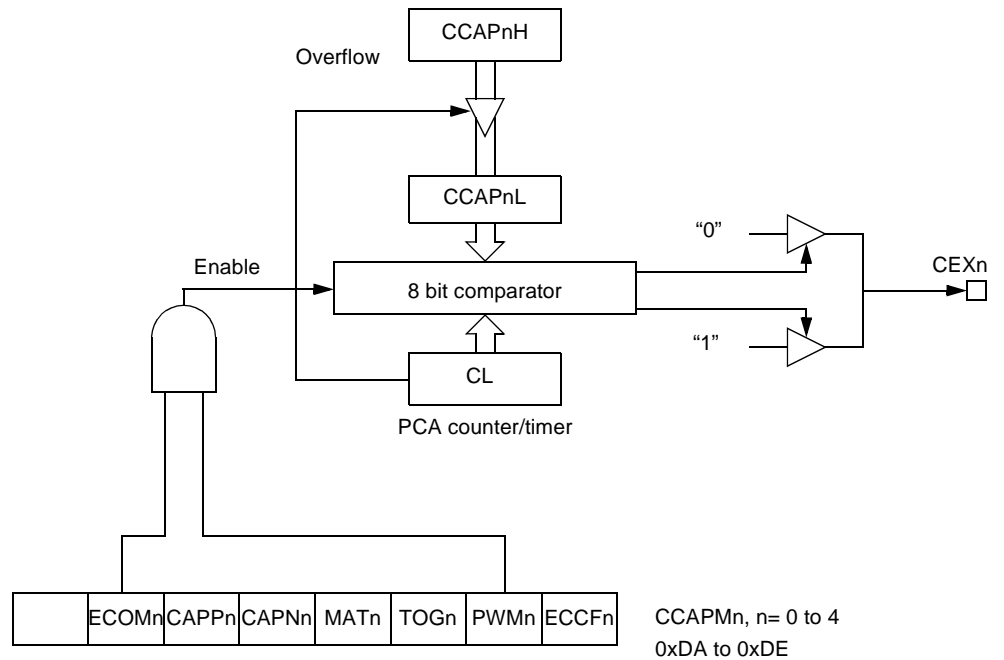 CCAPnH
Overflow
CCAPnL
“0”
Enable
CEXn
8 bit comparator
“1”
CL
PCA counter/timer
ECOMn CAPPn CAPNn MATn TOGn PWMn ECCFn
CCAPMn, n= 0 to 4
0xDA to 0xDE